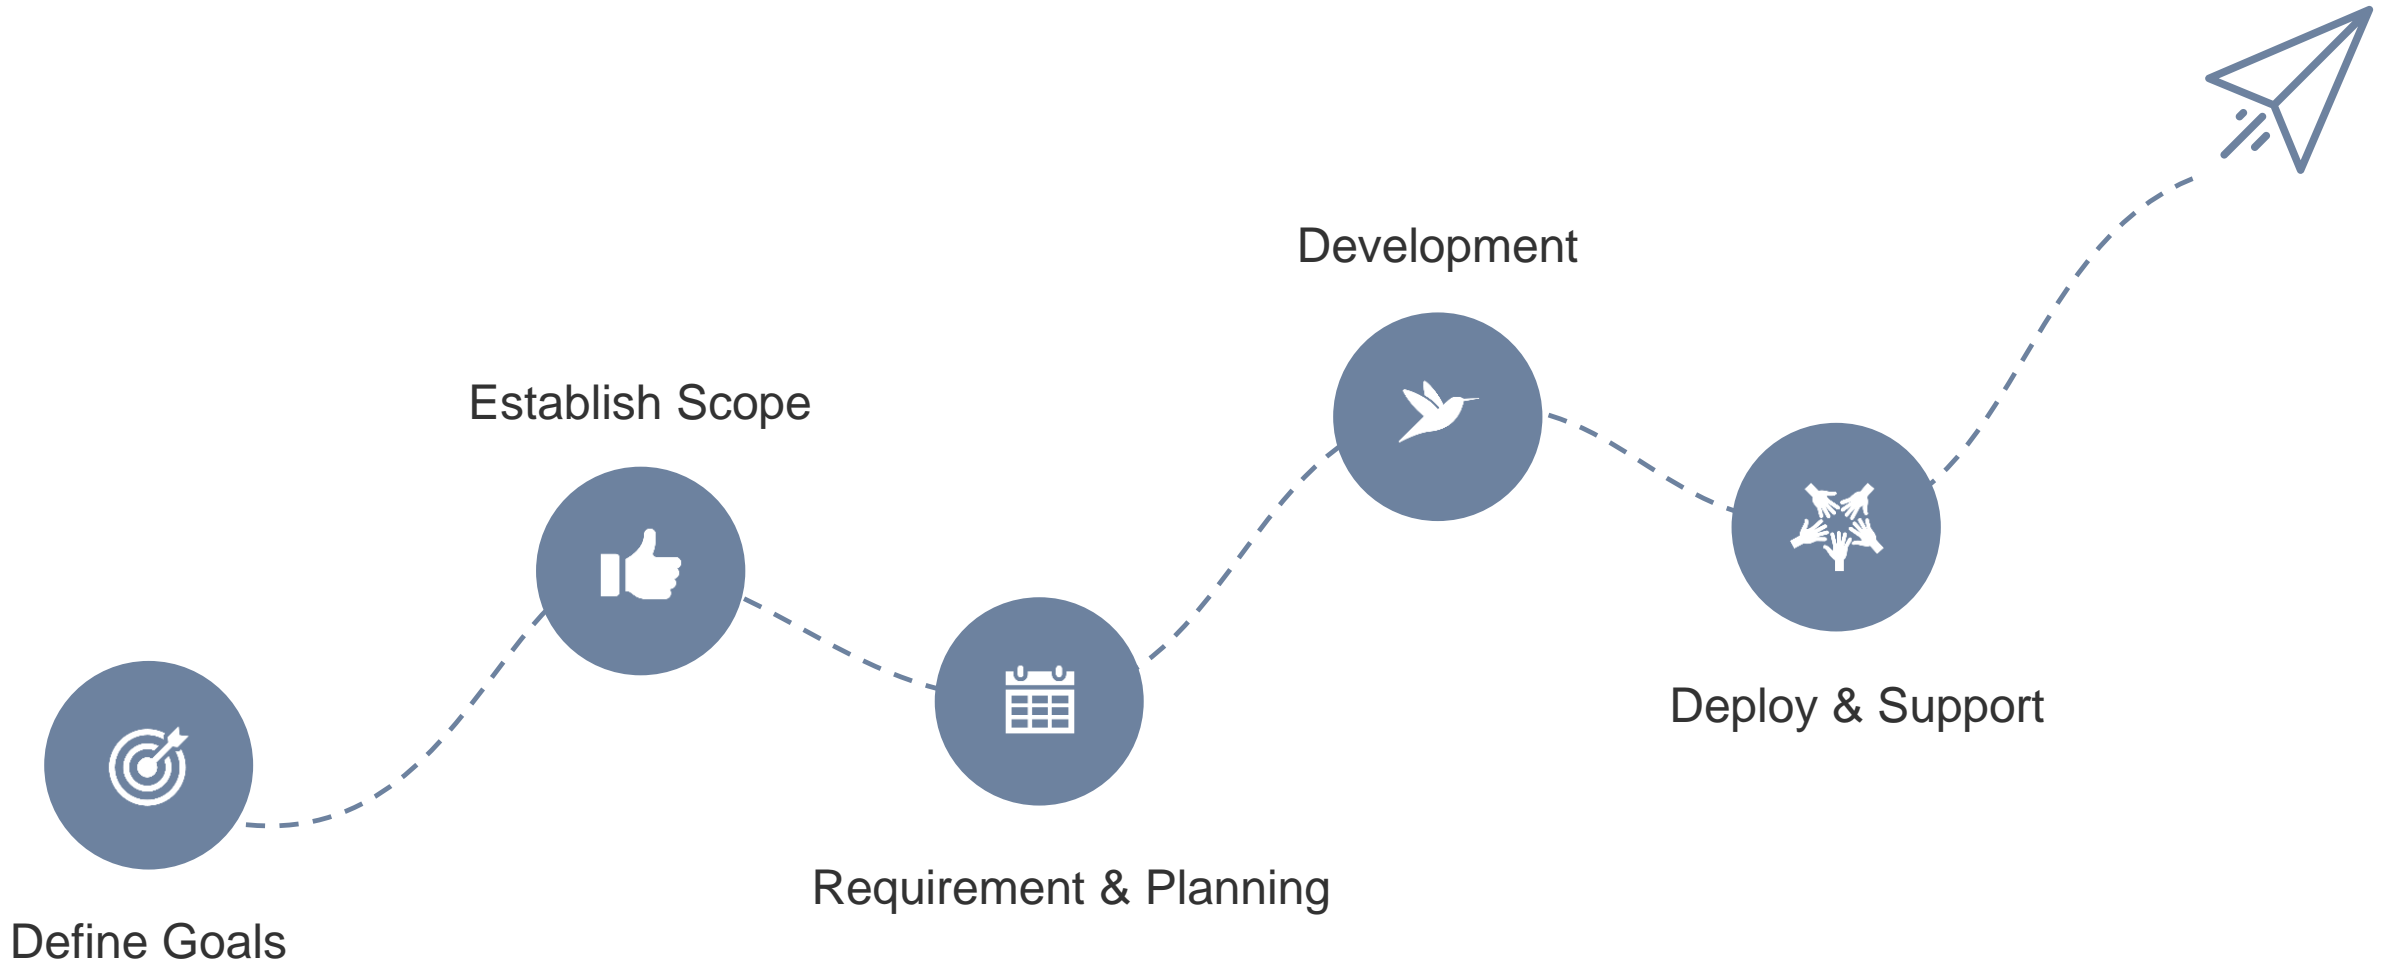 Define Goals
Establish Scope
Requirement & Planning
Development
Deploy & Support